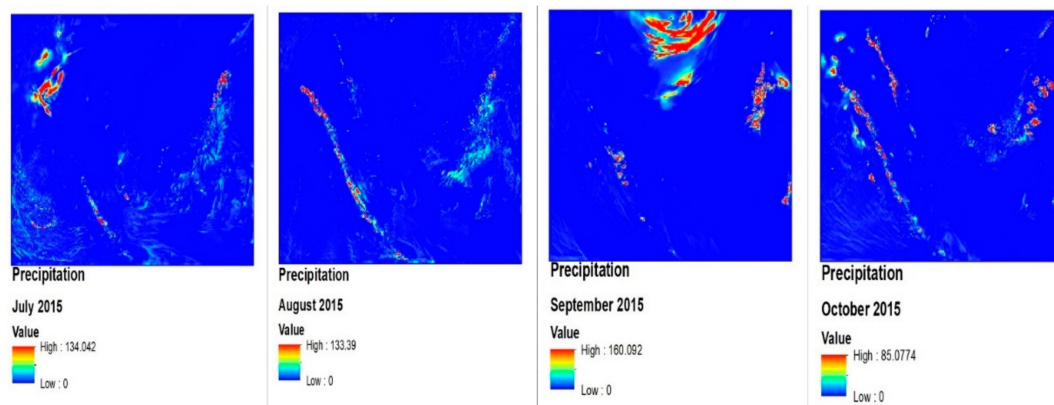 Precipitation
July 2015
Value
High : 134.042
Low : 0
Precipitation
August 2015
Value
High : 133.39
Low : 0
Precipitation
September 2015
Value
High : 160.092
Low : 0
Precipitation
October 2015
Value
High : 85.0774
Low : 0